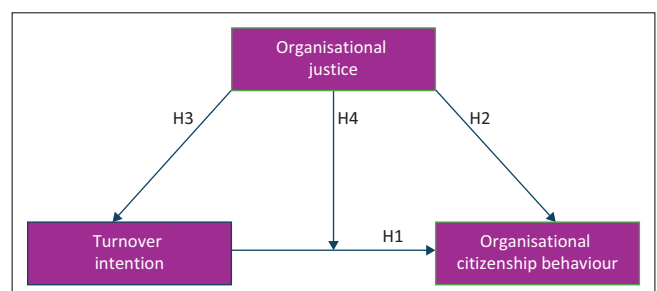 Organisational
justice
H3
H4
H2
H1
Turnover
intention
Organisational
citizenship behaviour